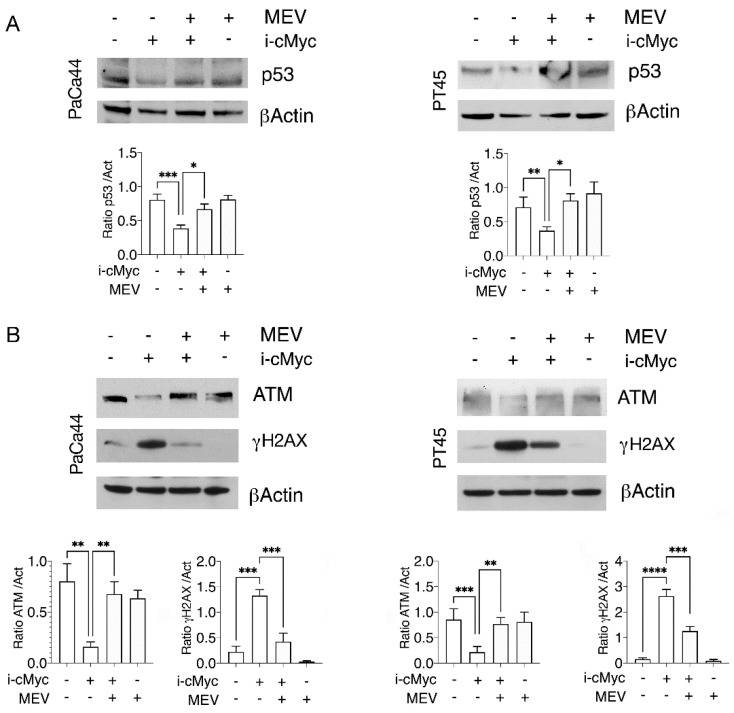 A
- - + + MEV
- + + - i-cMyc
PaCa44
p53
βActin
1.5
1.0
0.5
0.0
Ratio p53 /Act
*** *
i-cMyc - + + -
MEV - - + +
- - + + MEV
- + + - i-cMyc
PT45
p53
βActin
1.5
1.0
0.5
0.0
Ratio p53 /Act
** *
i-cMyc - + + -
MEV - - + +
B
- - + + MEV
- + + - i-cMyc
PaCa44
ATM
γH2AX
βActin
- - + + MEV
- + + - i-cMyc
PT45
ATM
γH2AX
βActin
1.0
0.5
0.0
Ratio ATM /Act
** **
i-cMyc - + + -
MEV - - + +
2.0
1.5
1.0
0.5
0.0
Ratio γH2AX /Act
*** ***
- + + -
- - + +
2.0
1.5
1.0
0.5
0.0
Ratio ATM /Act
*** **
i-cMyc - + + -
MEV - - + +
4
3
2
1
0
Ratio γH2AX /Act
**** ***
i-cMyc - + + -
MEV - - + +